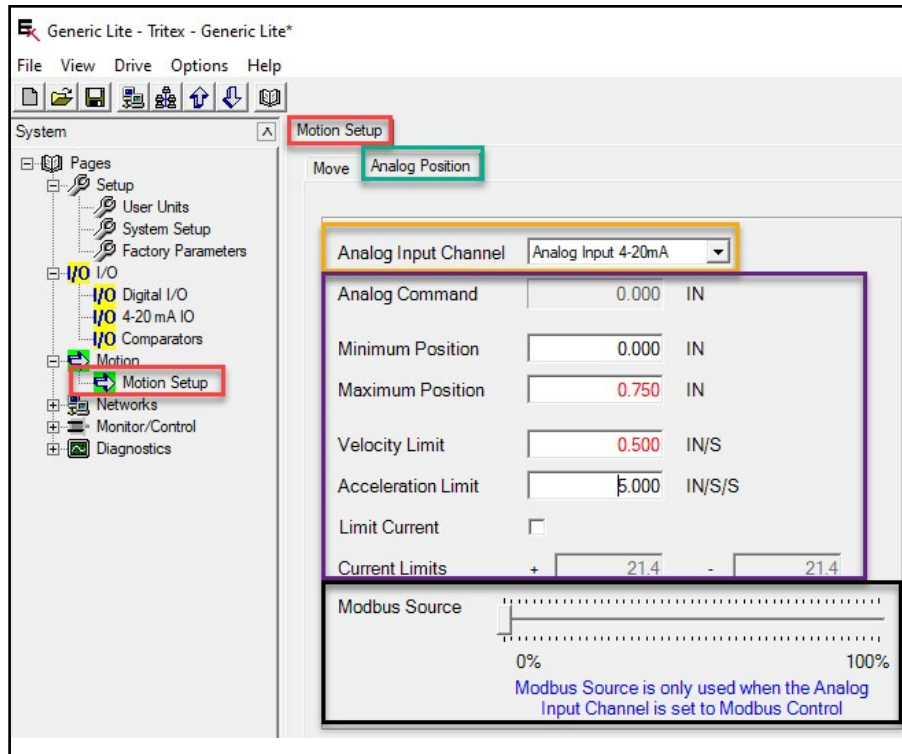 Generic Lite - Tritex - Generic Lite*
File View Drive Options Help
System
Motion Setup
Pages
Setup
User Units
System Setup
Factory Parameters
I/O I/O
I/O Digital I/O
I/O 4-20 mA IO
I/O Comparators
Motion
Motion Setup
Networks
Monitor/Control
Diagnostics
Move Analog Position
Analog Input Channel Analog Input 4-20mA
Analog Command 0.000 IN
Minimum Position 0.000 IN
Maximum Position 0.750 IN
Velocity Limit 0.500 IN/S
Acceleration Limit 5.000 IN/S/S
Limit Current
Current Limits + 21.4 - 21.4
Modbus Source
0% 100%
Modbus Source is only used when the Analog
Input Channel is set to Modbus Control